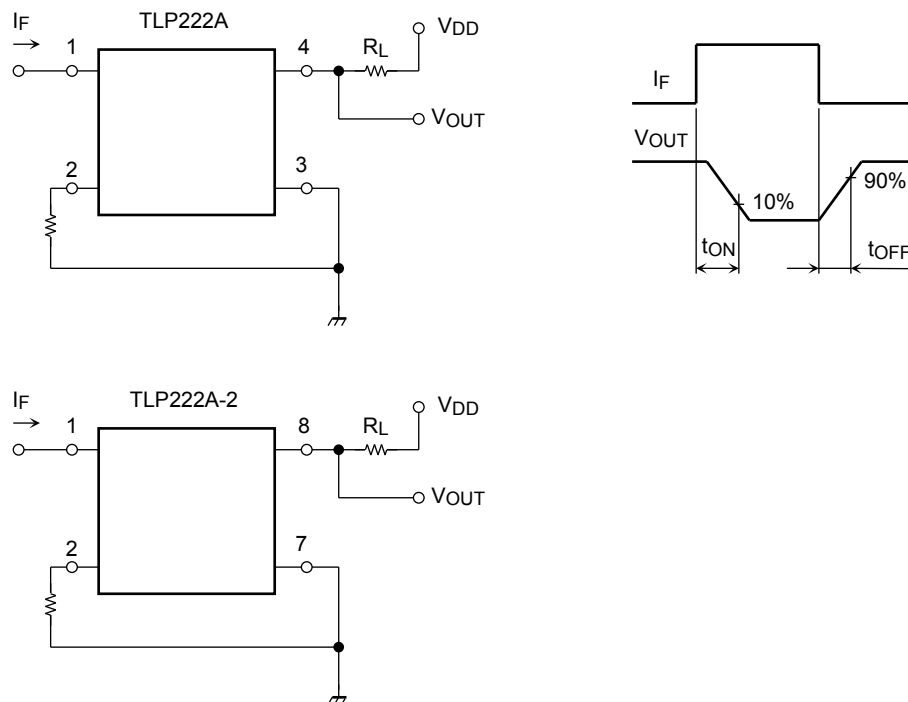 TLP222A
IF
1
4
RL
VDD
VOUT
2
3
IF
VOUT
10%
90%
tON
tOFF
TLP222A-2
IF
1
8
RL
VDD
VOUT
2
7